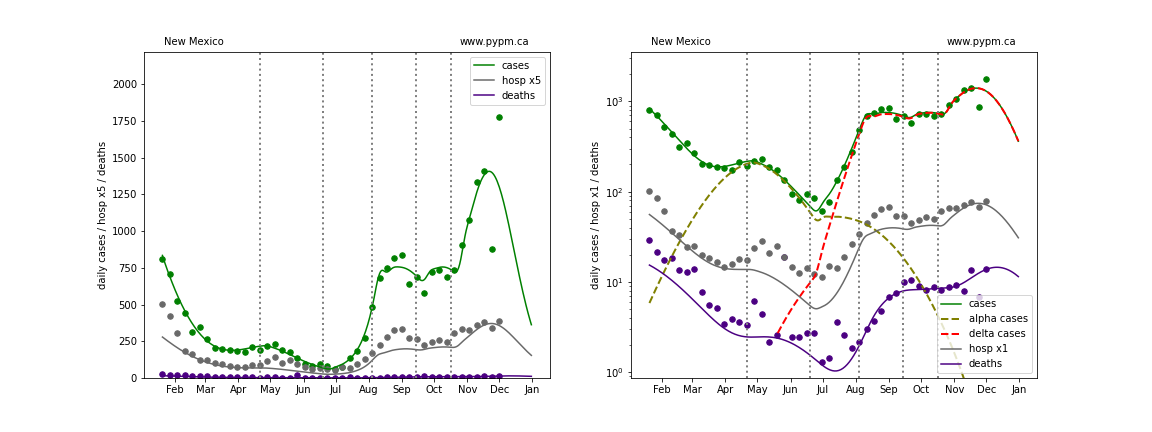 New Mexico www.pypm.ca
cases
hosp x5
deaths
daily cases / hosp x5 / deaths
2000
1750
1500
1250
1000
750
500
250
0
Feb Mar Apr May Jun Jul Aug Sep Oct Nov Dec Jan
New Mexico www.pypm.ca
daily cases / hosp x1 / deaths
10³
10²
10¹
10⁰
cases
alpha cases
delta cases
hosp x1
deaths
Feb Mar Apr May Jun Jul Aug Sep Oct Nov Dec Jan